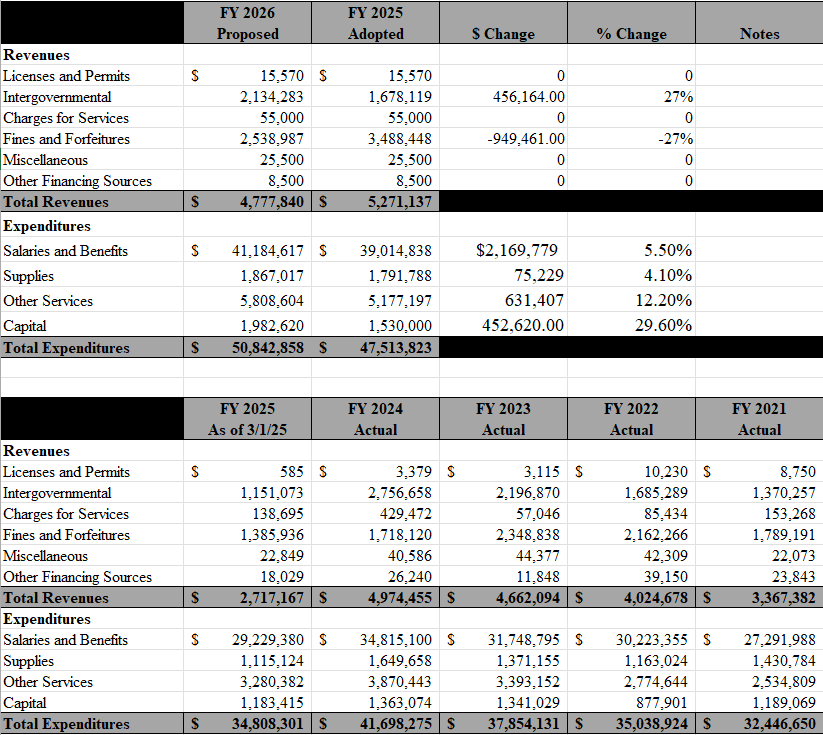 FY 2026 FY 2025
Proposed Adopted $ Change % Change Notes
Revenues
Licenses and Permits $ 15,570 $ 15,570 0 0
Intergovernmental 2,134,283 1,678,119 456,164.00 27%
Charges for Services 55,000 55,000 0 0
Fines and Forfeitures 2,538,987 3,488,448 -949,461.00 -27%
Miscellaneous 25,500 25,500 0 0
Other Financing Sources 8,500 8,500 0 0
Total Revenues $ 4,777,840 $ 5,271,137
Expenditures
Salaries and Benefits $ 41,184,617 $ 39,014,838 $2,169,779 5.50%
Supplies 1,867,017 1,791,788 75,229 4.10%
Other Services 5,808,604 5,177,197 631,407 12.20%
Capital 1,982,620 1,530,000 452,620.00 29.60%
Total Expenditures $ 50,842,858 $ 47,513,823
FY 2025 FY 2024 FY 2023 FY 2022 FY 2021
As of 3/1/25 Actual Actual Actual Actual
Revenues
Licenses and Permits $ 585 $ 3,379 $ 3,115 $ 10,230 $ 8,750
Intergovernmental 1,151,073 2,756,658 2,196,870 1,685,289 1,370,257
Charges for Services 138,695 429,472 57,046 85,434 153,268
Fines and Forfeitures 1,385,936 1,718,120 2,348,838 2,162,266 1,789,191
Miscellaneous 22,849 40,586 44,377 42,309 22,073
Other Financing Sources 18,029 26,240 11,848 39,150 23,843
Total Revenues $ 2,717,167 $ 4,974,455 $ 4,662,094 $ 4,024,678 $ 3,367,382
Expenditures
Salaries and Benefits $ 29,229,380 $ 34,815,100 $ 31,748,795 $ 30,223,355 $ 27,291,988
Supplies 1,115,124 1,649,658 1,371,155 1,163,024 1,430,784
Other Services 3,280,382 3,870,443 3,393,152 2,774,644 2,534,809
Capital 1,183,415 1,363,074 1,341,029 877,901 1,189,069
Total Expenditures $ 34,808,301 $ 41,698,275 $ 37,854,131 $ 35,038,924 $ 32,446,650